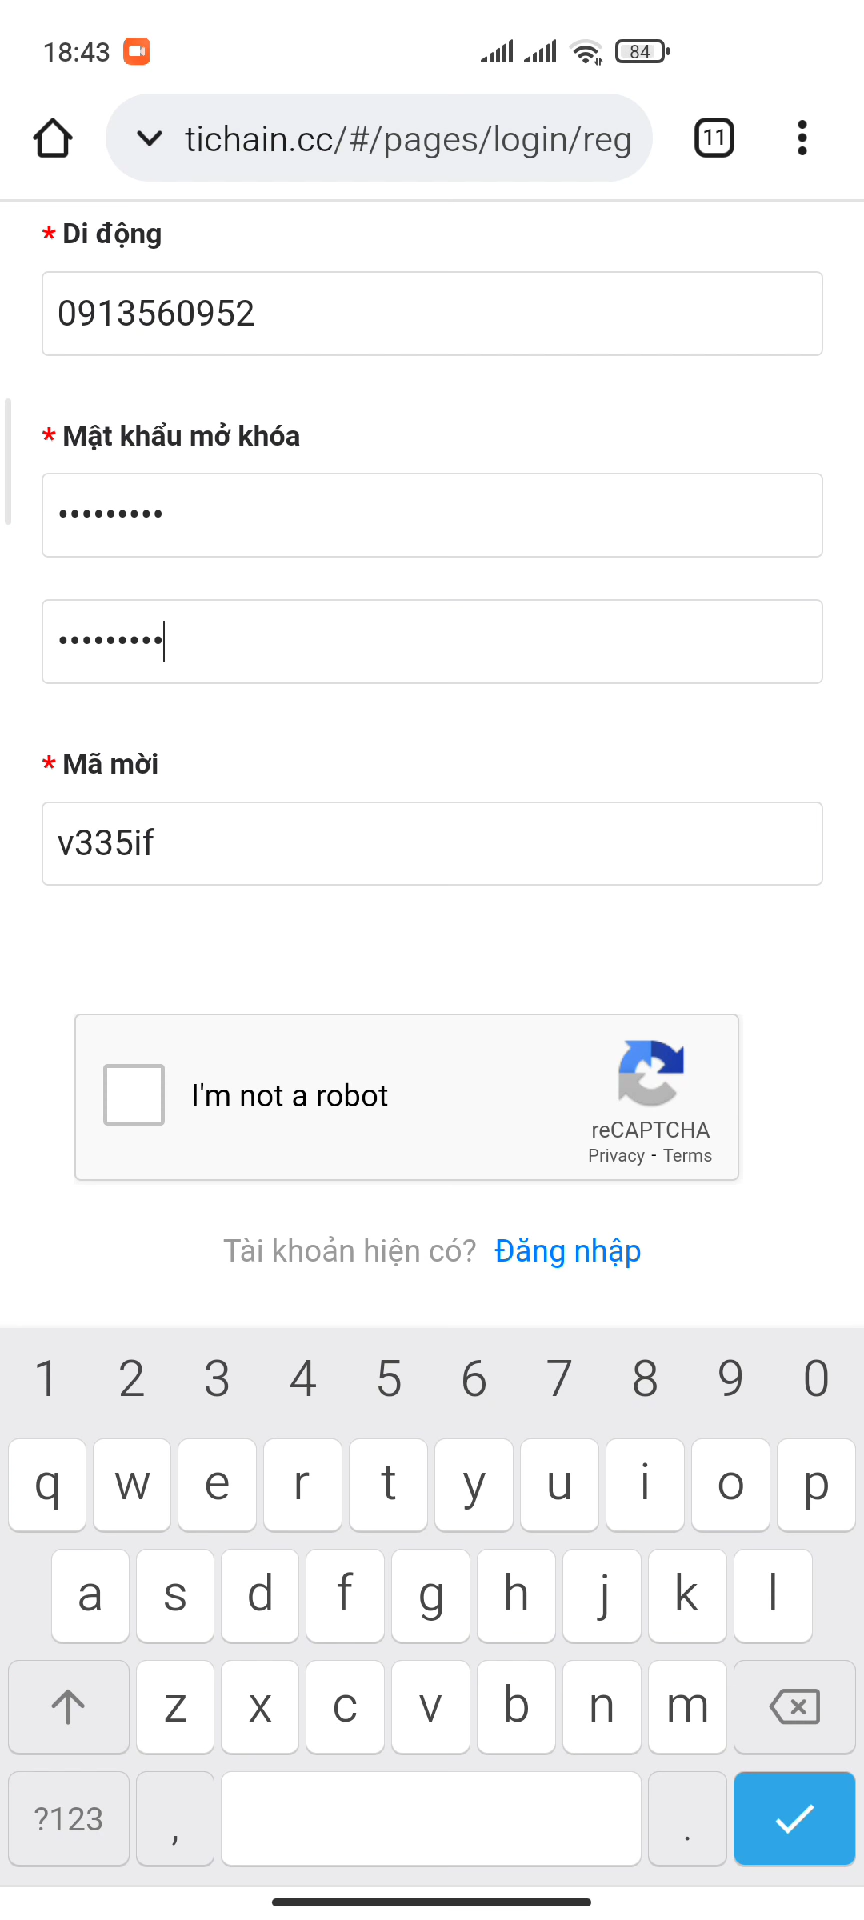 18:43
84
tichain.cc/#/pages/login/reg
11
* Di động
0913560952
* Mật khẩu mở khóa
•••••••••
•••••••••
* Mã mời
v335if
I'm not a robot
reCAPTCHA
Privacy - Terms
Tài khoản hiện có? Đăng nhập
1 2 3 4 5 6 7 8 9 0
q w e r t y u i o p
a s d f g h j k l
z x c v b n m
?123 , .